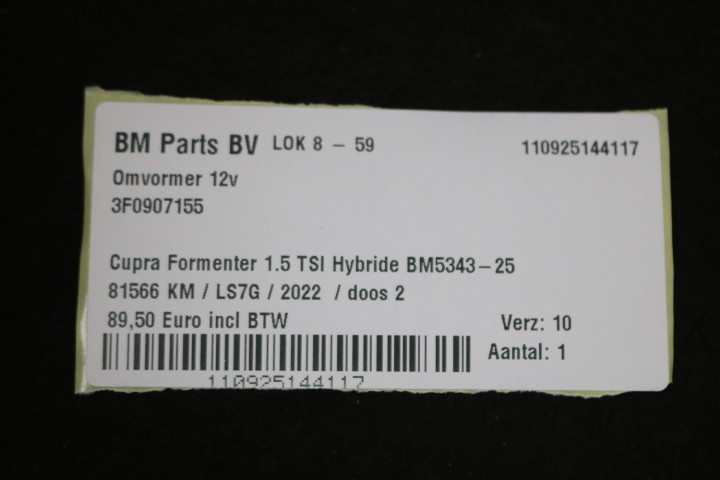 BM Parts BV LOK 8 - 59 110925144117
Omvormer 12v
3F0907155
Cupra Formenter 1.5 TSI Hybride BM5343-25
81566 KM / LS7G / 2022 / doos 2
89,50 Euro incl BTW Verz: 10
Aantal: 1
110925144117